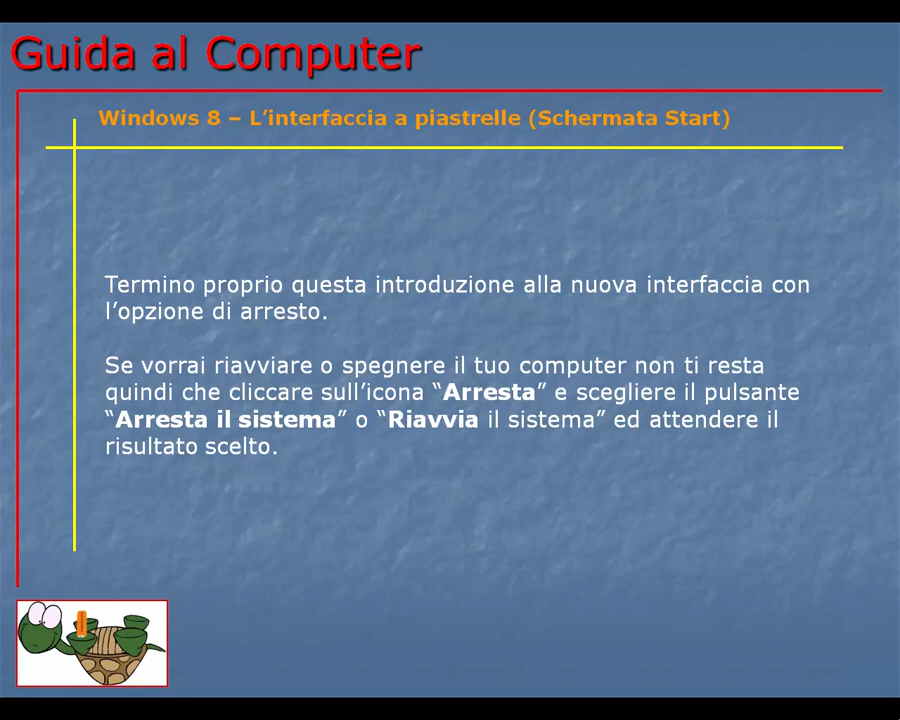 Guida al Computer
Windows 8 – L’interfaccia a piastrelle (Schermata Start)
Termino proprio questa introduzione alla nuova interfaccia con
l’opzione di arresto.
Se vorrai riavviare o spegnere il tuo computer non ti resta
quindi che cliccare sull’icona “Arresta” e scegliere il pulsante
“Arresta il sistema” o “Riavvia il sistema” ed attendere il
risultato scelto.